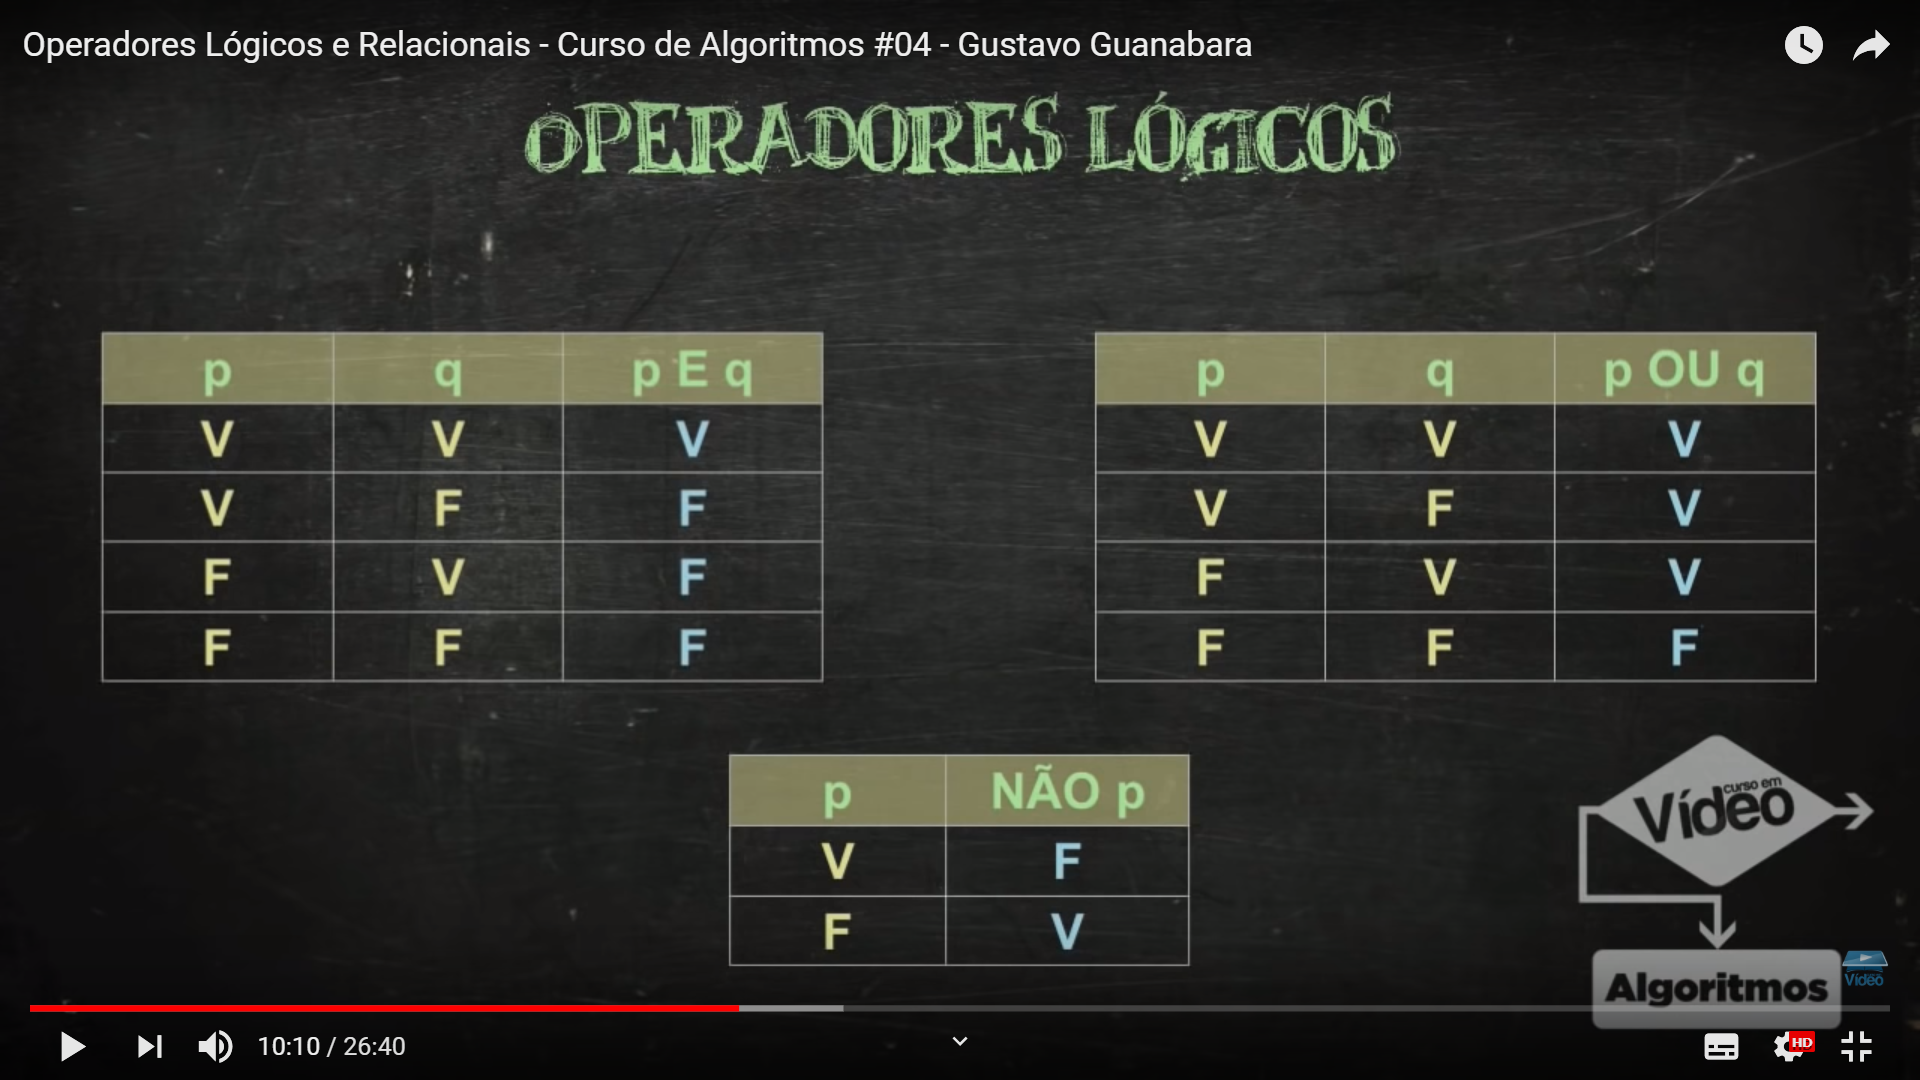 Operadores Lógicos e Relacionais - Curso de Algoritmos #04 - Gustavo Guanabara
OPERADORES LÓGICOS
p q p E q
V V V
V F F
F V F
F F F
p q p OU q
V V V
V F V
F V V
F F F
p NÃO p
V F
F V
curso em
Vídeo
Algoritmos
Vídeo
10:10 / 26:40
HD